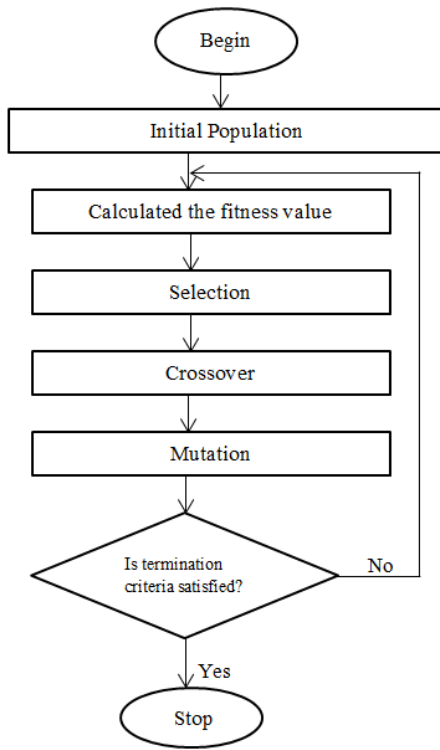 Begin
Initial Population
Calculated the fitness value
Selection
Crossover
Mutation
Is termination
criteria satisfied?
No
Yes
Stop